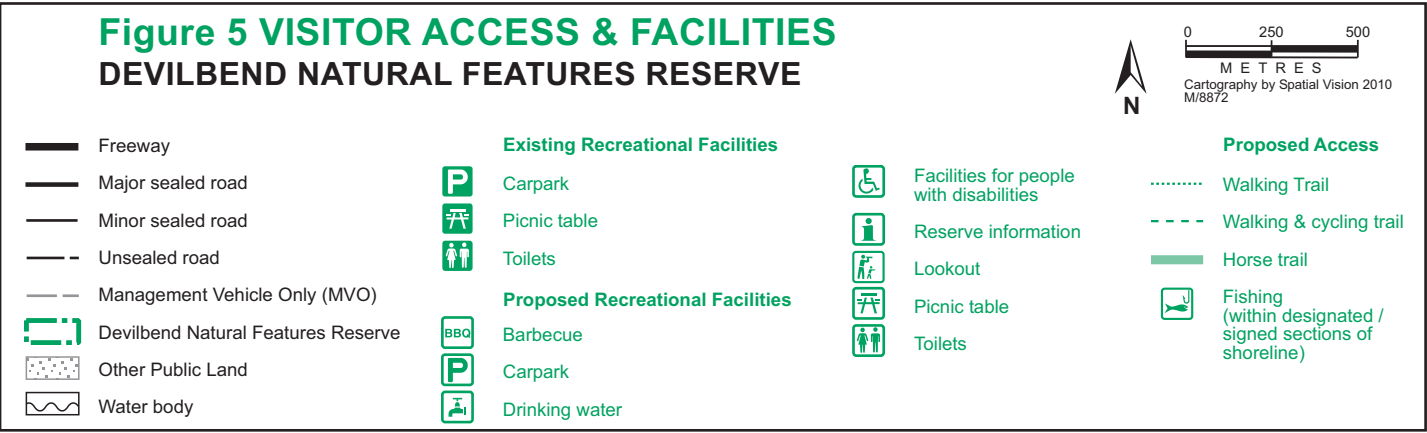 Figure 5 VISITOR ACCESS & FACILITIES
DEVILBEND NATURAL FEATURES RESERVE
N
0 250 500
METRES
Cartography by Spatial Vision 2010
M/8872
Freeway
Major sealed road
Minor sealed road
Unsealed road
Management Vehicle Only (MVO)
Devilbend Natural Features Reserve
Other Public Land
Water body
Existing Recreational Facilities
P Carpark
Picnic table
Toilets
Proposed Recreational Facilities
BBQ Barbecue
P Carpark
Drinking water
Facilities for people
with disabilities
i Reserve information
Lookout
Picnic table
Toilets
Proposed Access
Walking Trail
Walking & cycling trail
Horse trail
Fishing
(within designated /
signed sections of
shoreline)